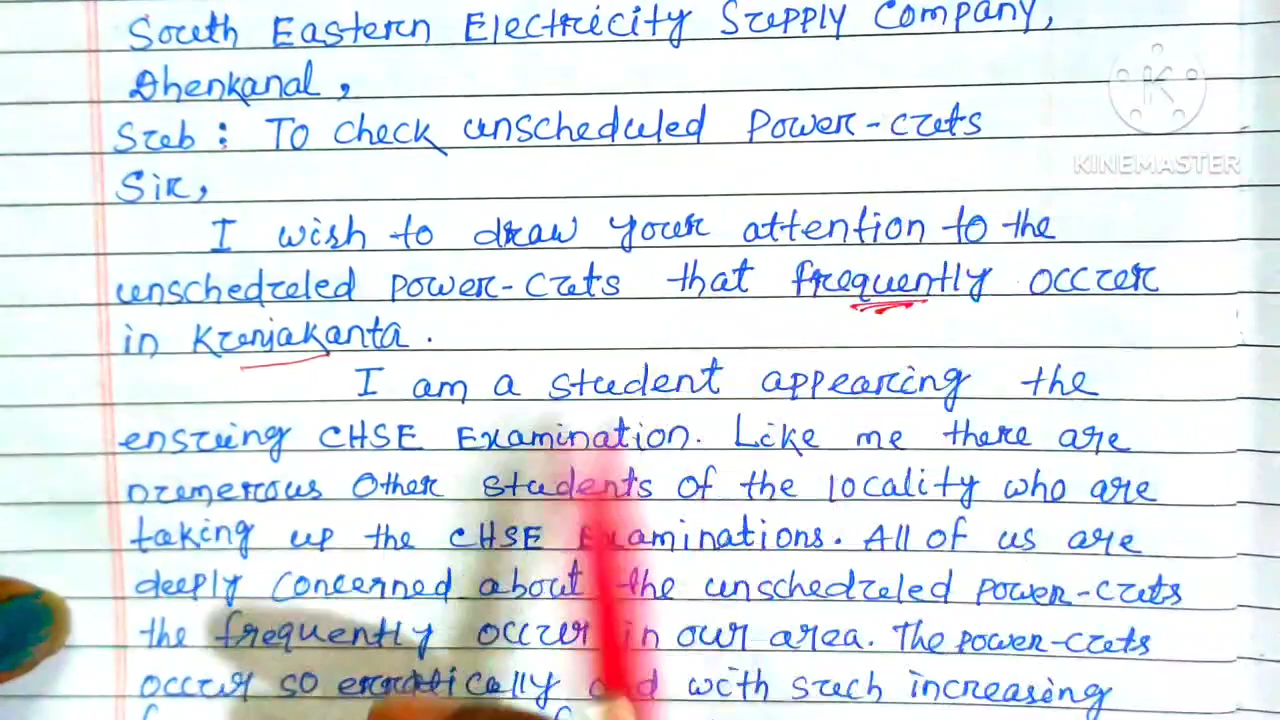 South Eastern Electricity Supply Company,
Dhenkanal,
Sub : To check unscheduled Power-cuts
KINEMASTER
Sir,
I wish to draw your attention to the
unscheduled power-cuts that frequently occur
in Kunjakanta.
I am a student appearing the
ensuing CHSE Examination. Like me there are
numerous other students of the locality who are
taking up the CHSE Examinations. All of us are
deeply concerned about the unscheduled power-cuts
the frequently occur in our area. The power-cuts
occur so erratically and with such increasing